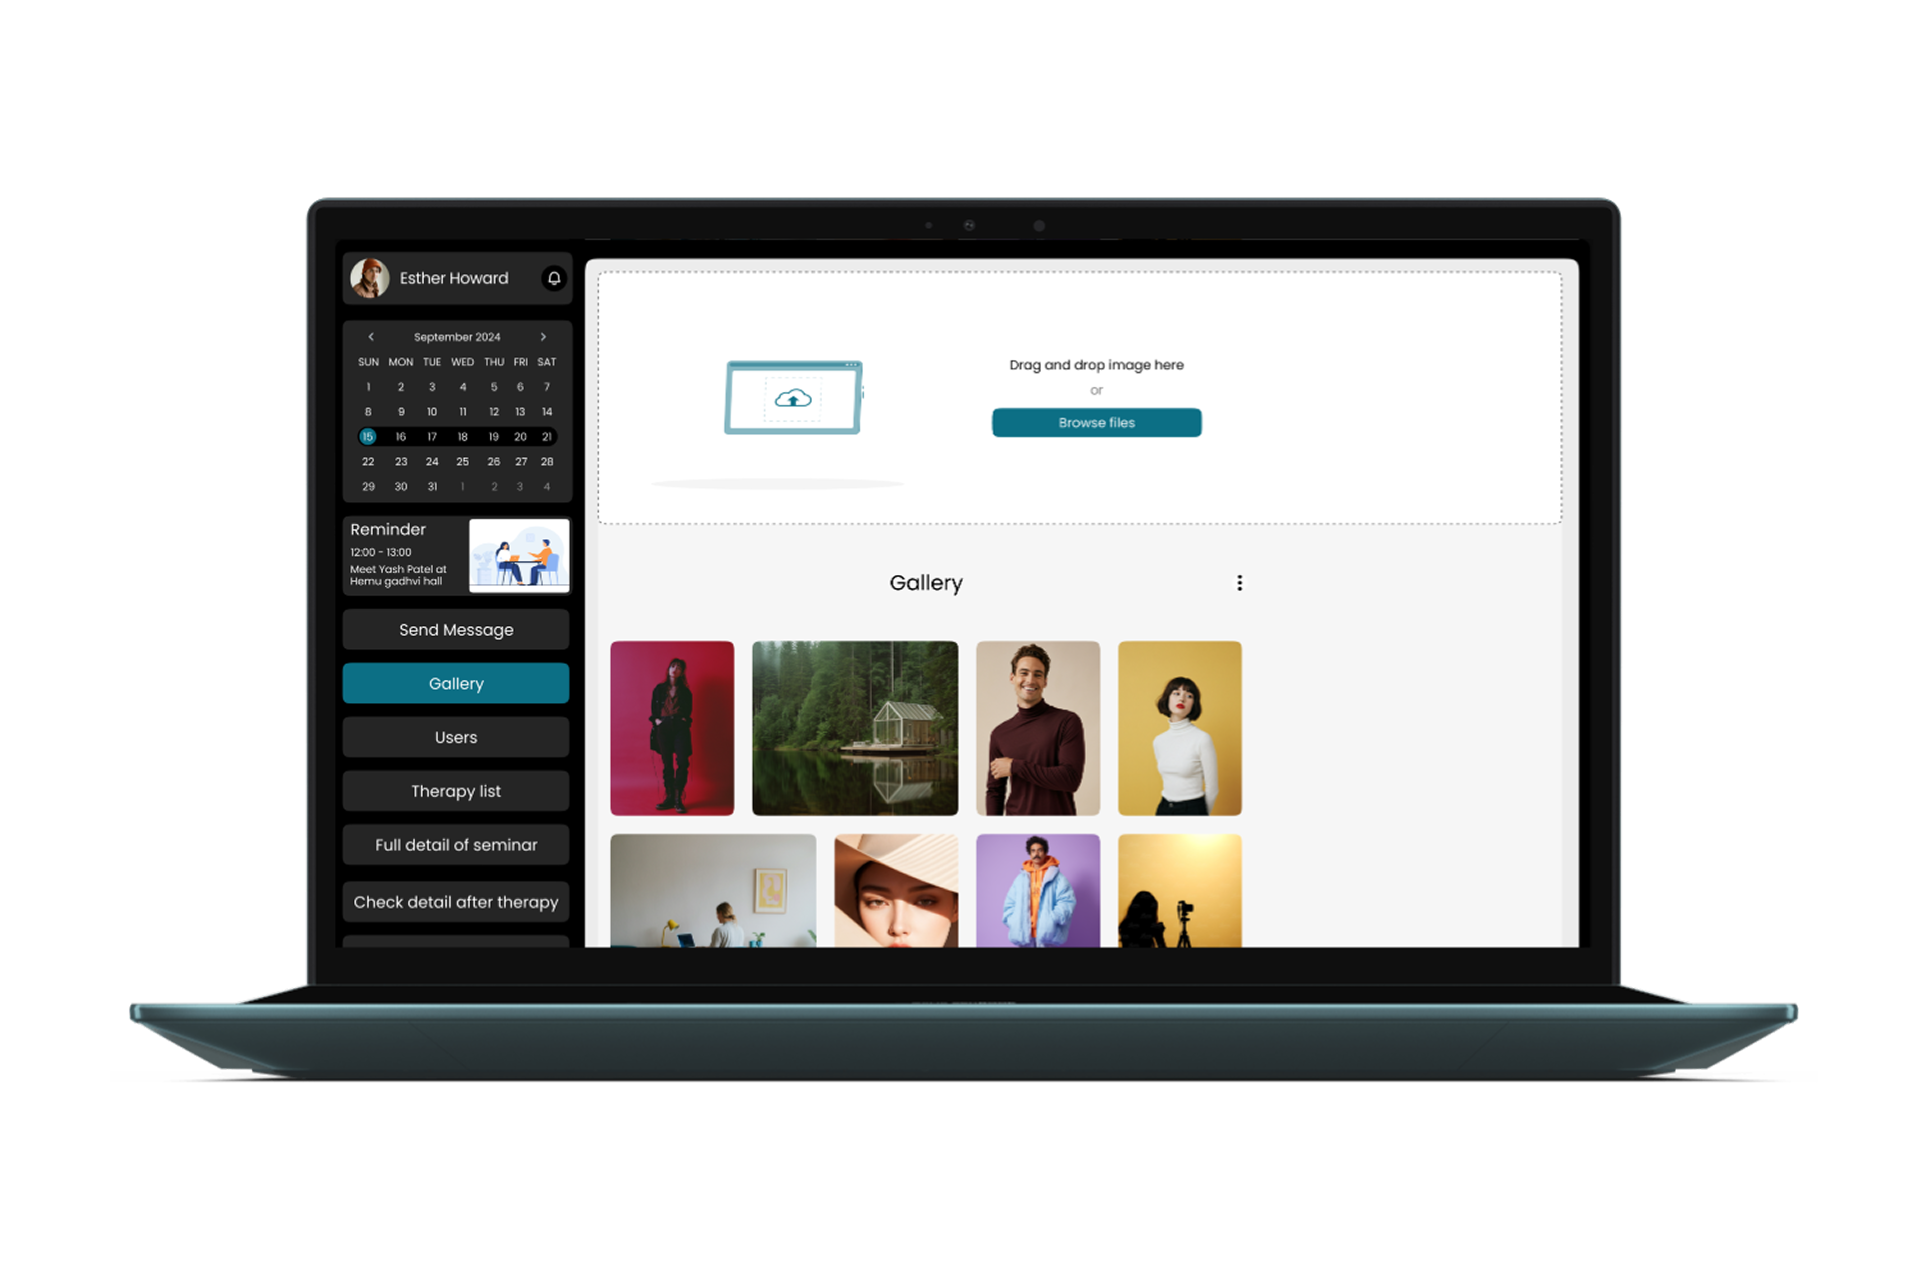 Esther Howard
September 2024
SUN MON TUE WED THU FRI SAT
1 2 3 4 5 6 7
8 9 10 11 12 13 14
15 16 17 18 19 20 21
22 23 24 25 26 27 28
29 30 31 1 2 3 4
Reminder
12:00 - 13:00
Meet Yash Patel at
Hemu gadhvi hall
Send Message
Gallery
Users
Therapy list
Full detail of seminar
Check detail after therapy
Drag and drop image here
or
Browse files
Gallery